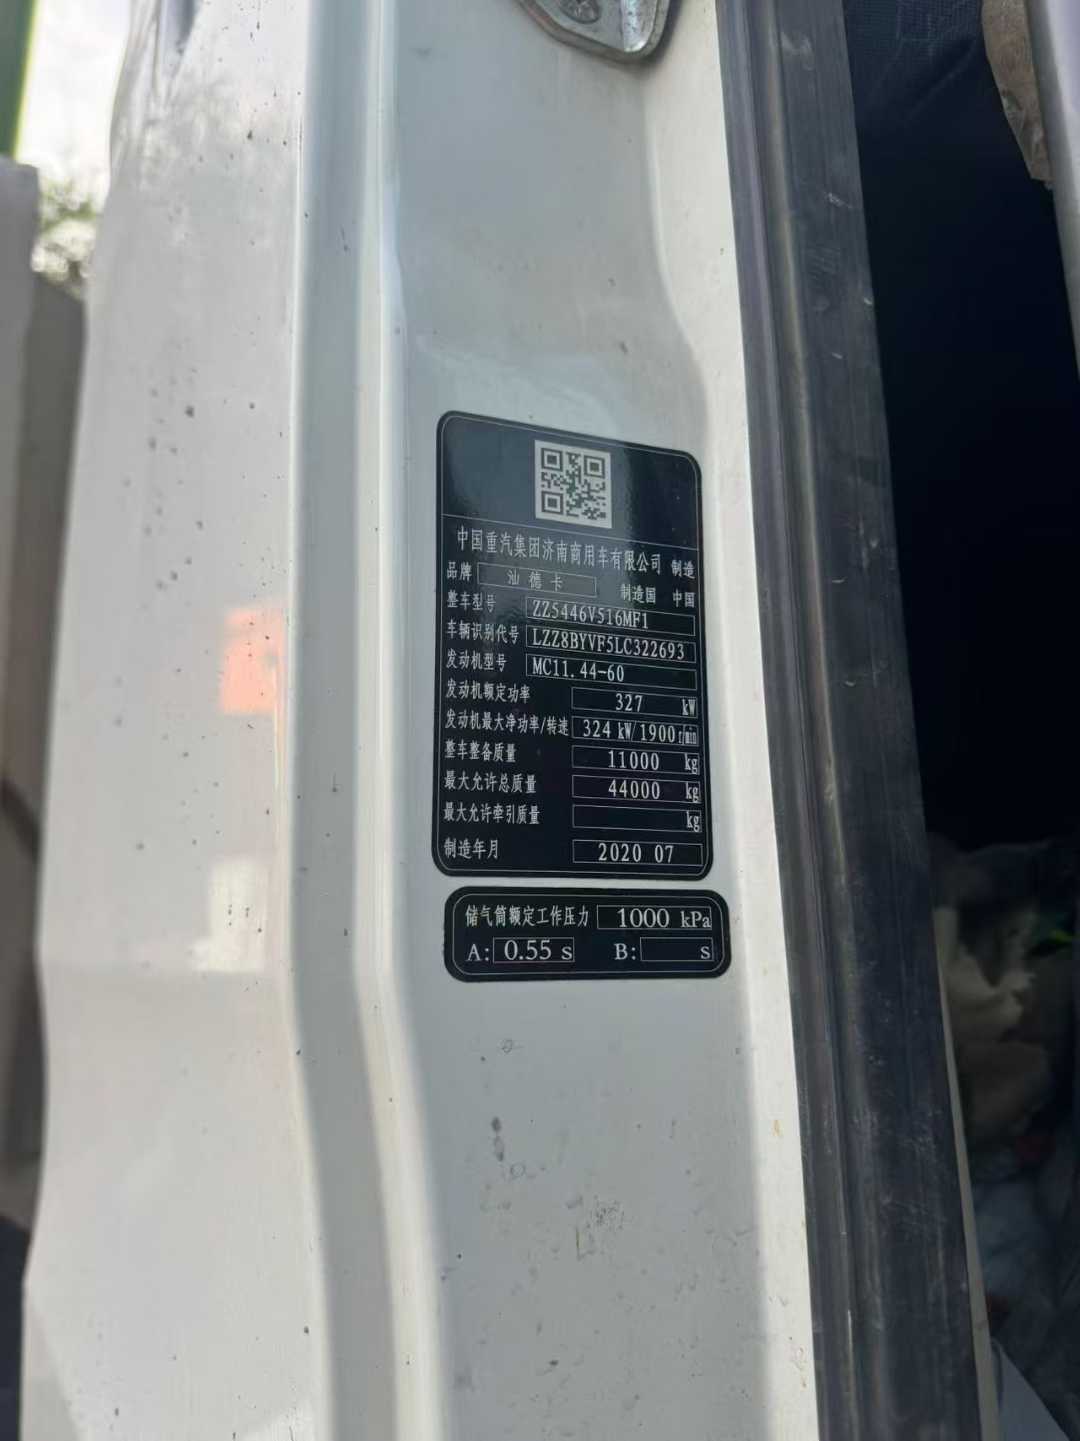 中国重汽集团济南商用车有限公司 制造
品牌 汕德卡 制造国 中国
整车型号 ZZ5446V516MF1
车辆识别代号 LZZ8BYVF5LC322693
发动机型号 MC11.44-60
发动机额定功率 327 kW
发动机最大净功率/转速 324 kW/1900r/min
整车整备质量 11000 kg
最大允许总质量 44000 kg
最大允许牵引质量 kg
制造年月 2020 07
储气筒额定工作压力 1000 kPa
A: 0.55 s B: s